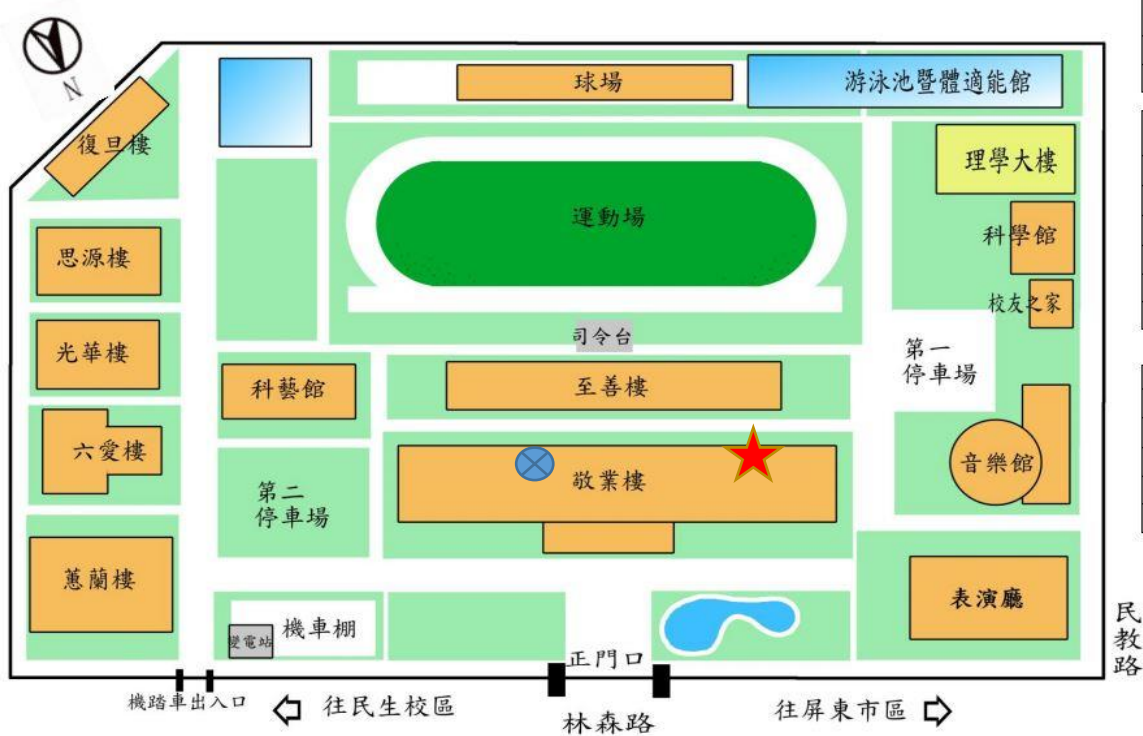 N
球場
游泳池暨體適能館
復旦樓
理學大樓
運動場
科學館
思源樓
校友之家
司令台
光華樓
第一
停車場
科藝館
至善樓
六愛樓
音樂館
敬業樓
第二
停車場
蕙蘭樓
表演廳
民教路
機車棚
變電站
正門口
機踏車出入口
往民生校區
林森路
往屏東市區